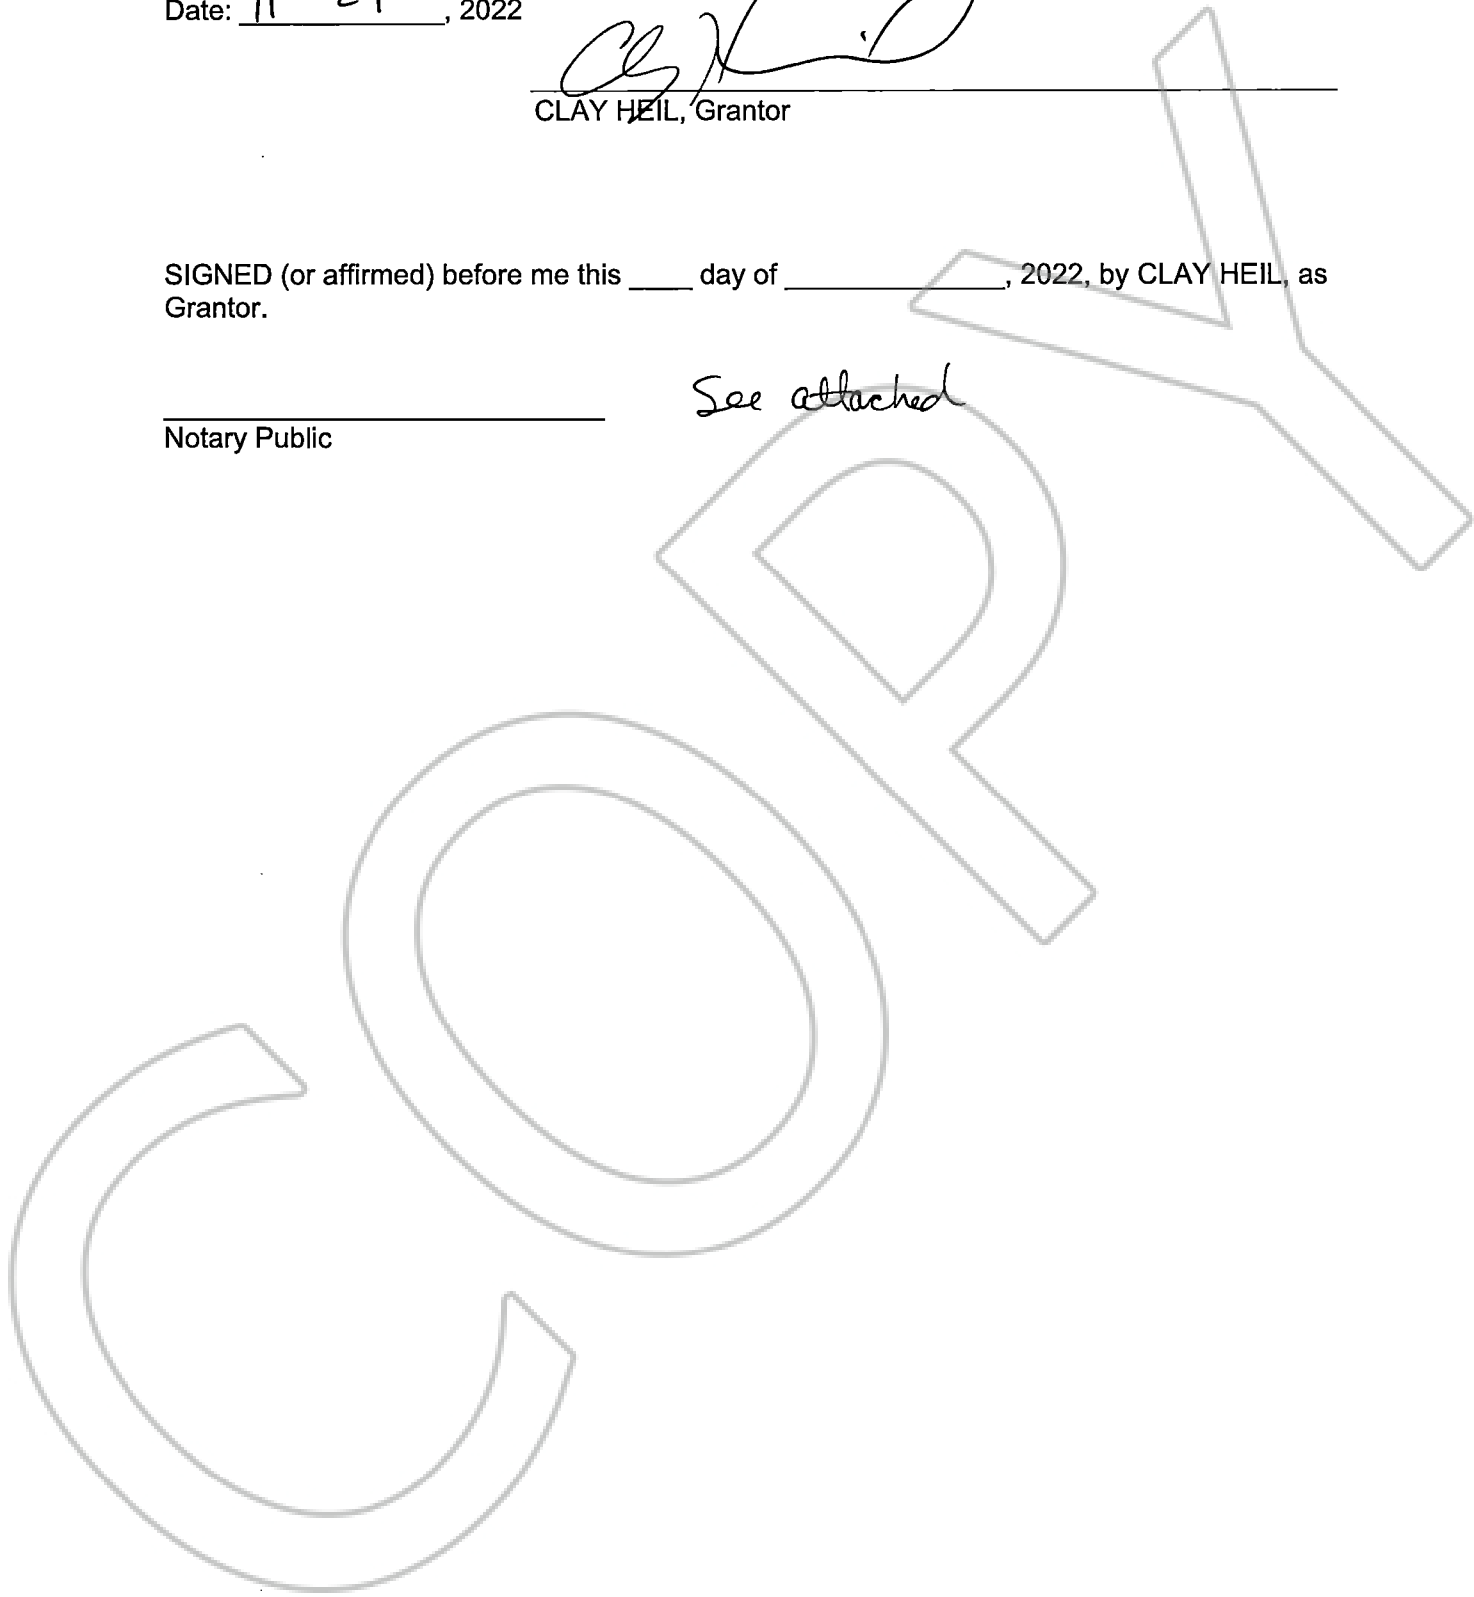 Date: ____________, 2022
CLAY HEIL, Grantor
SIGNED (or affirmed) before me this ____ day of ______________, 2022, by CLAY HEIL, as
Grantor.
See attached
Notary Public
COPY